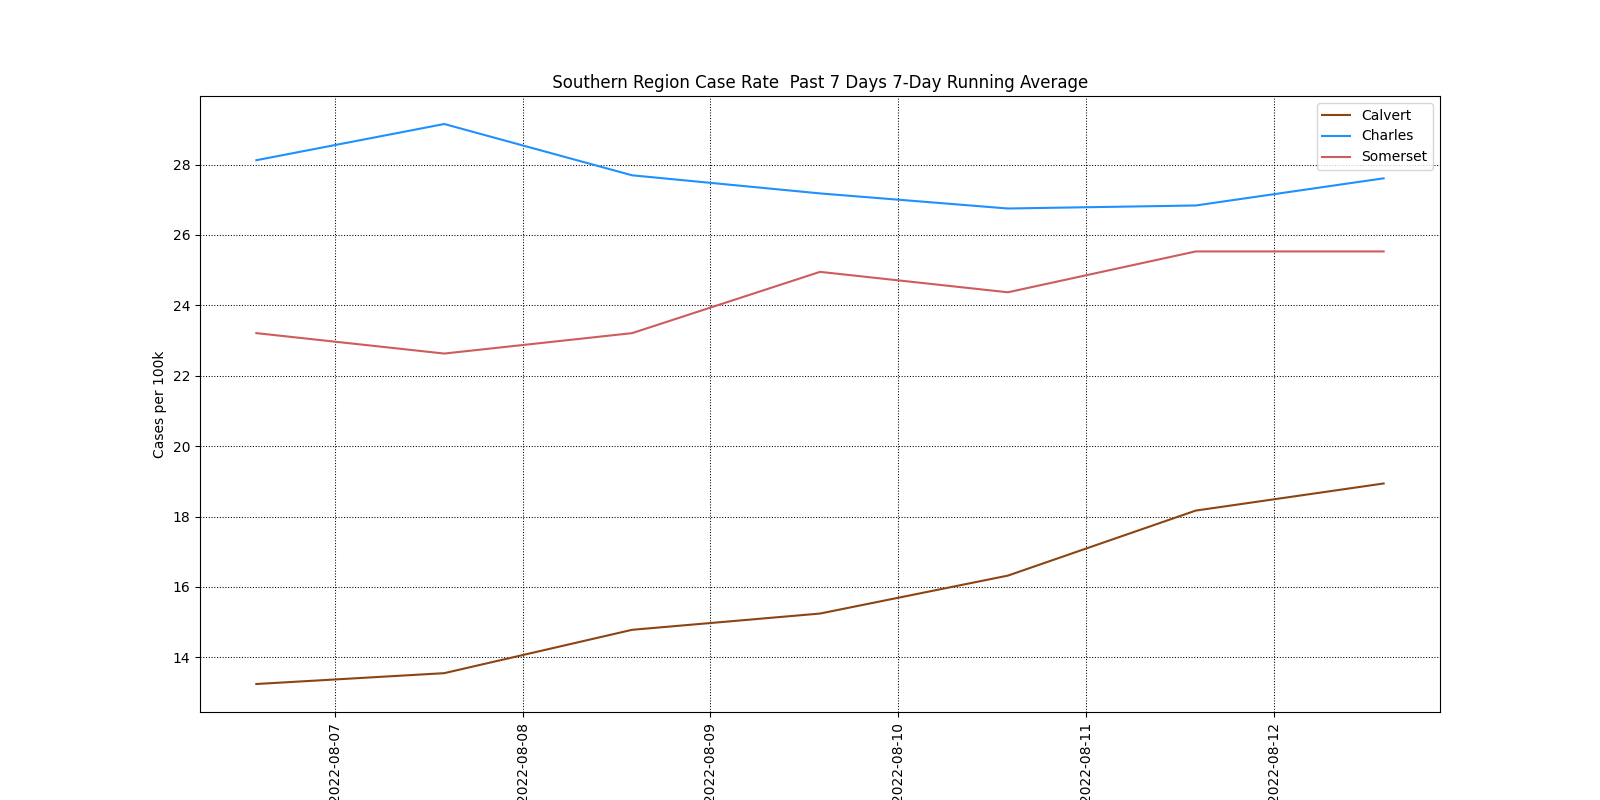 Southern Region Case Rate  Past 7 Days 7-Day Running Average
Calvert
Charles
Somerset
Cases per 100k
28
26
24
22
20
18
16
14
2022-08-07
2022-08-08
2022-08-09
2022-08-10
2022-08-11
2022-08-12